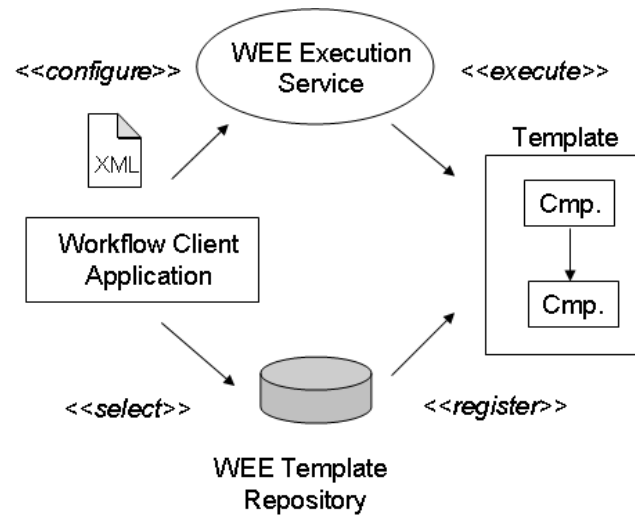 WEE Execution
Service
<<configure>>
<<execute>>
XML
Template
Cmp.
Workflow Client
Application
Cmp.
<<select>>
<<register>>
WEE Template
Repository